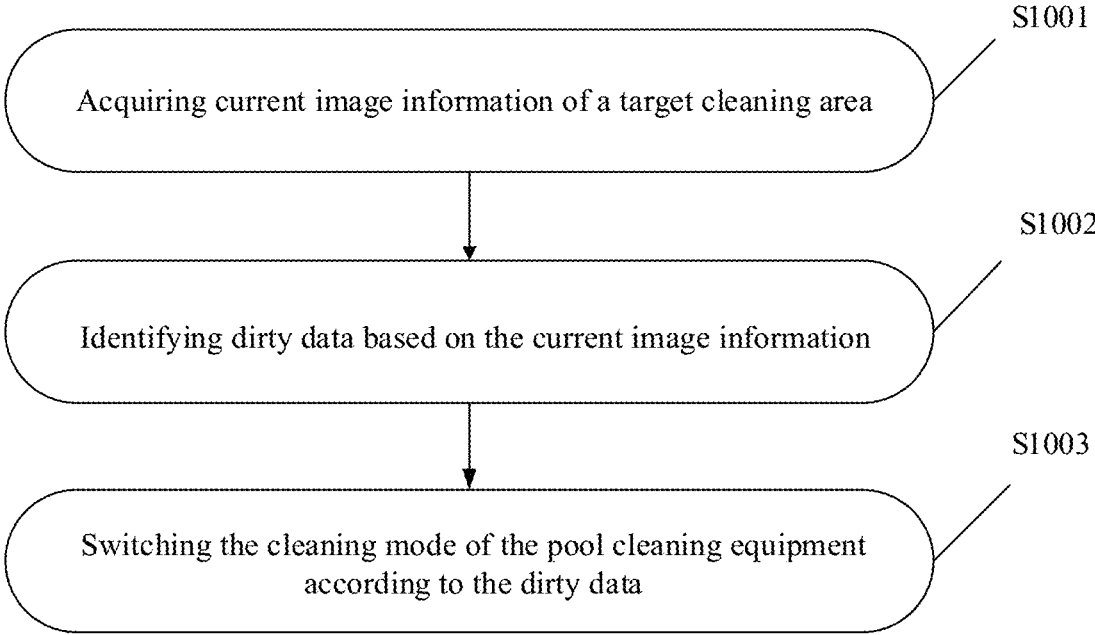 S1001
Acquiring current image information of a target cleaning area
S1002
Identifying dirty data based on the current image information
S1003
Switching the cleaning mode of the pool cleaning equipment
according to the dirty data